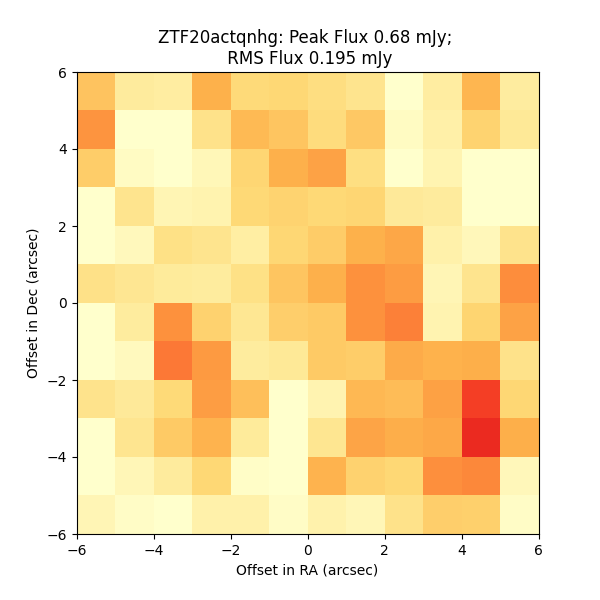 ZTF20actqnhg: Peak Flux 0.68 mJy;
RMS Flux 0.195 mJy
6
4
2
0
−2
−4
−6
Offset in Dec (arcsec)
−6 −4 −2 0 2 4 6
Offset in RA (arcsec)